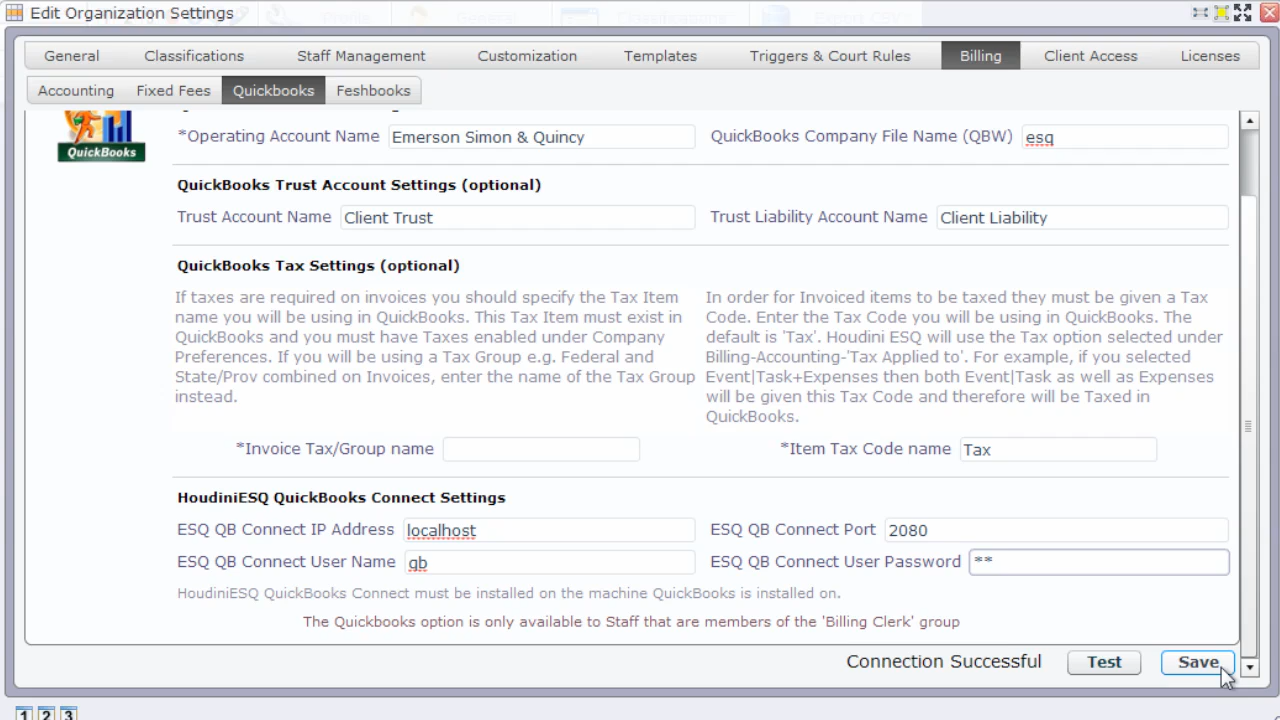 Edit Organization Settings
General Classifications Staff Management Customization Templates Triggers & Court Rules Billing Client Access Licenses
Accounting Fixed Fees Quickbooks Feshbooks
QuickBooks
*Operating Account Name Emerson Simon & Quincy QuickBooks Company File Name (QBW) esq
QuickBooks Trust Account Settings (optional)
Trust Account Name Client Trust Trust Liability Account Name Client Liability
QuickBooks Tax Settings (optional)
If taxes are required on invoices you should specify the Tax Item
name you will be using in QuickBooks. This Tax Item must exist in
QuickBooks and you must have Taxes enabled under Company
Preferences. If you will be using a Tax Group e.g. Federal and
State/Prov combined on Invoices, enter the name of the Tax Group
instead.
In order for Invoiced items to be taxed they must be given a Tax
Code. Enter the Tax Code you will be using in QuickBooks. The
default is 'Tax'. Houdini ESQ will use the Tax option selected under
Billing-Accounting-'Tax Applied to'. For example, if you selected
Event|Task+Expenses then both Event|Task as well as Expenses
will be given this Tax Code and therefore will be Taxed in
QuickBooks.
*Invoice Tax/Group name *Item Tax Code name Tax
HoudiniESQ QuickBooks Connect Settings
ESQ QB Connect IP Address localhost ESQ QB Connect Port 2080
ESQ QB Connect User Name qb ESQ QB Connect User Password **
HoudiniESQ QuickBooks Connect must be installed on the machine QuickBooks is installed on.
The Quickbooks option is only available to Staff that are members of the 'Billing Clerk' group
Connection Successful Test Save
1 2 3